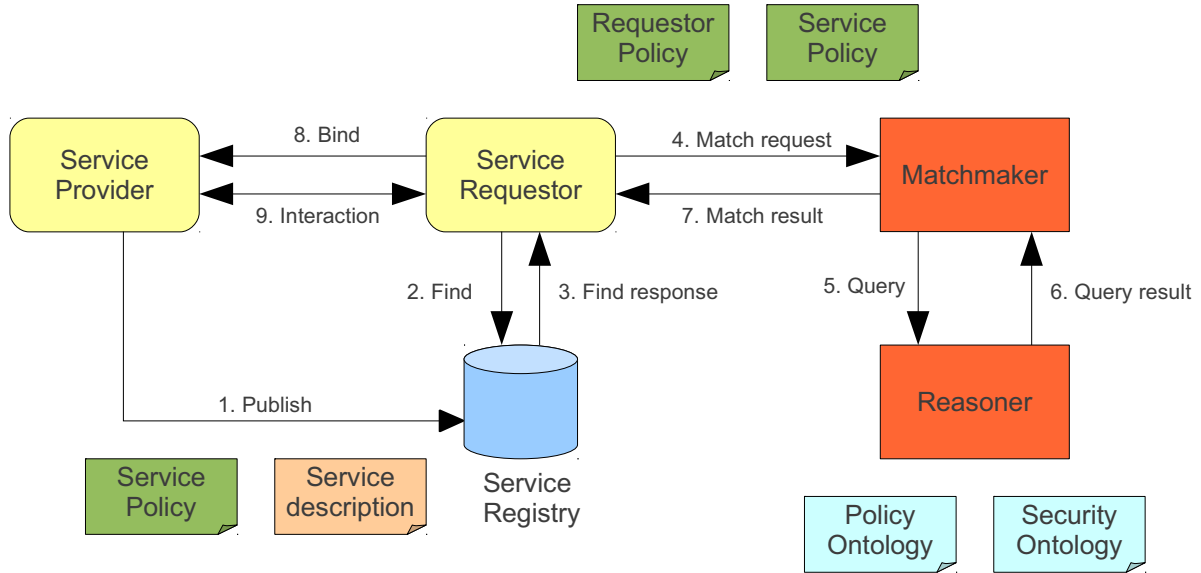 Requestor
Policy
Service
Policy
8. Bind
4. Match request
Service
Provider
Service
Requestor
Matchmaker
9. Interaction
7. Match result
2. Find
3. Find response
5. Query
6. Query result
1. Publish
Reasoner
Service
Policy
Service
description
Service
Registry
Policy
Ontology
Security
Ontology